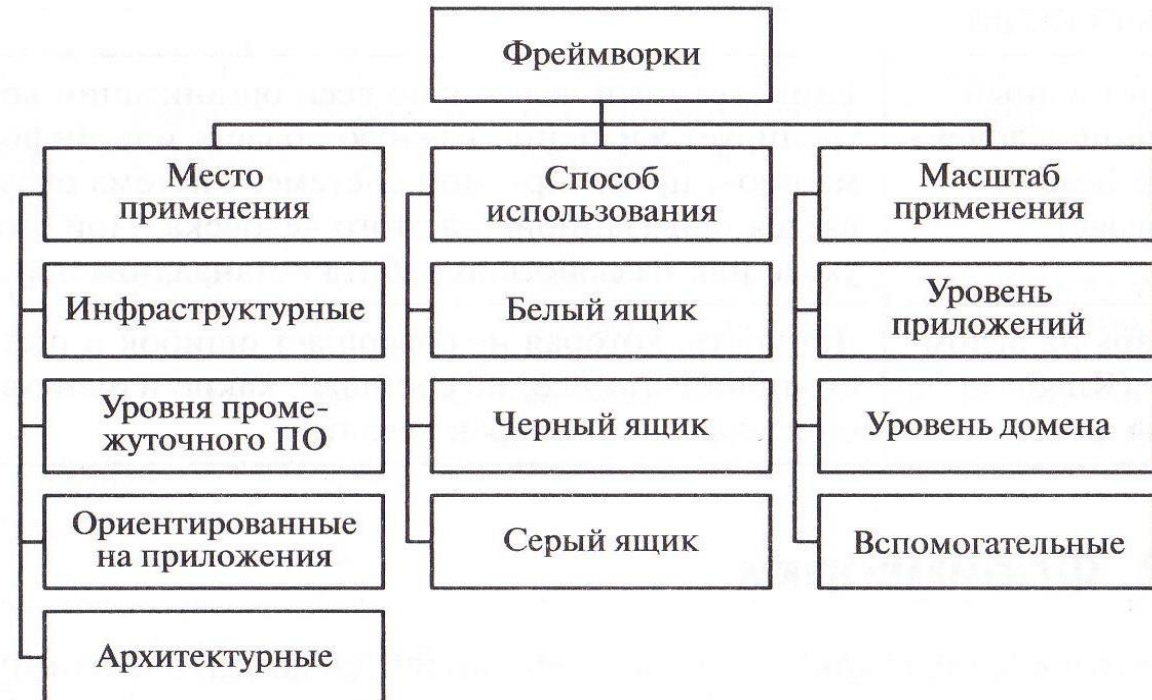 Фреймворки
Место
применения
Инфраструктурные
Уровня проме-
жуточного ПО
Ориентированные
на приложения
Архитектурные
Способ
использования
Белый ящик
Черный ящик
Серый ящик
Масштаб
применения
Уровень
приложений
Уровень домена
Вспомогательные